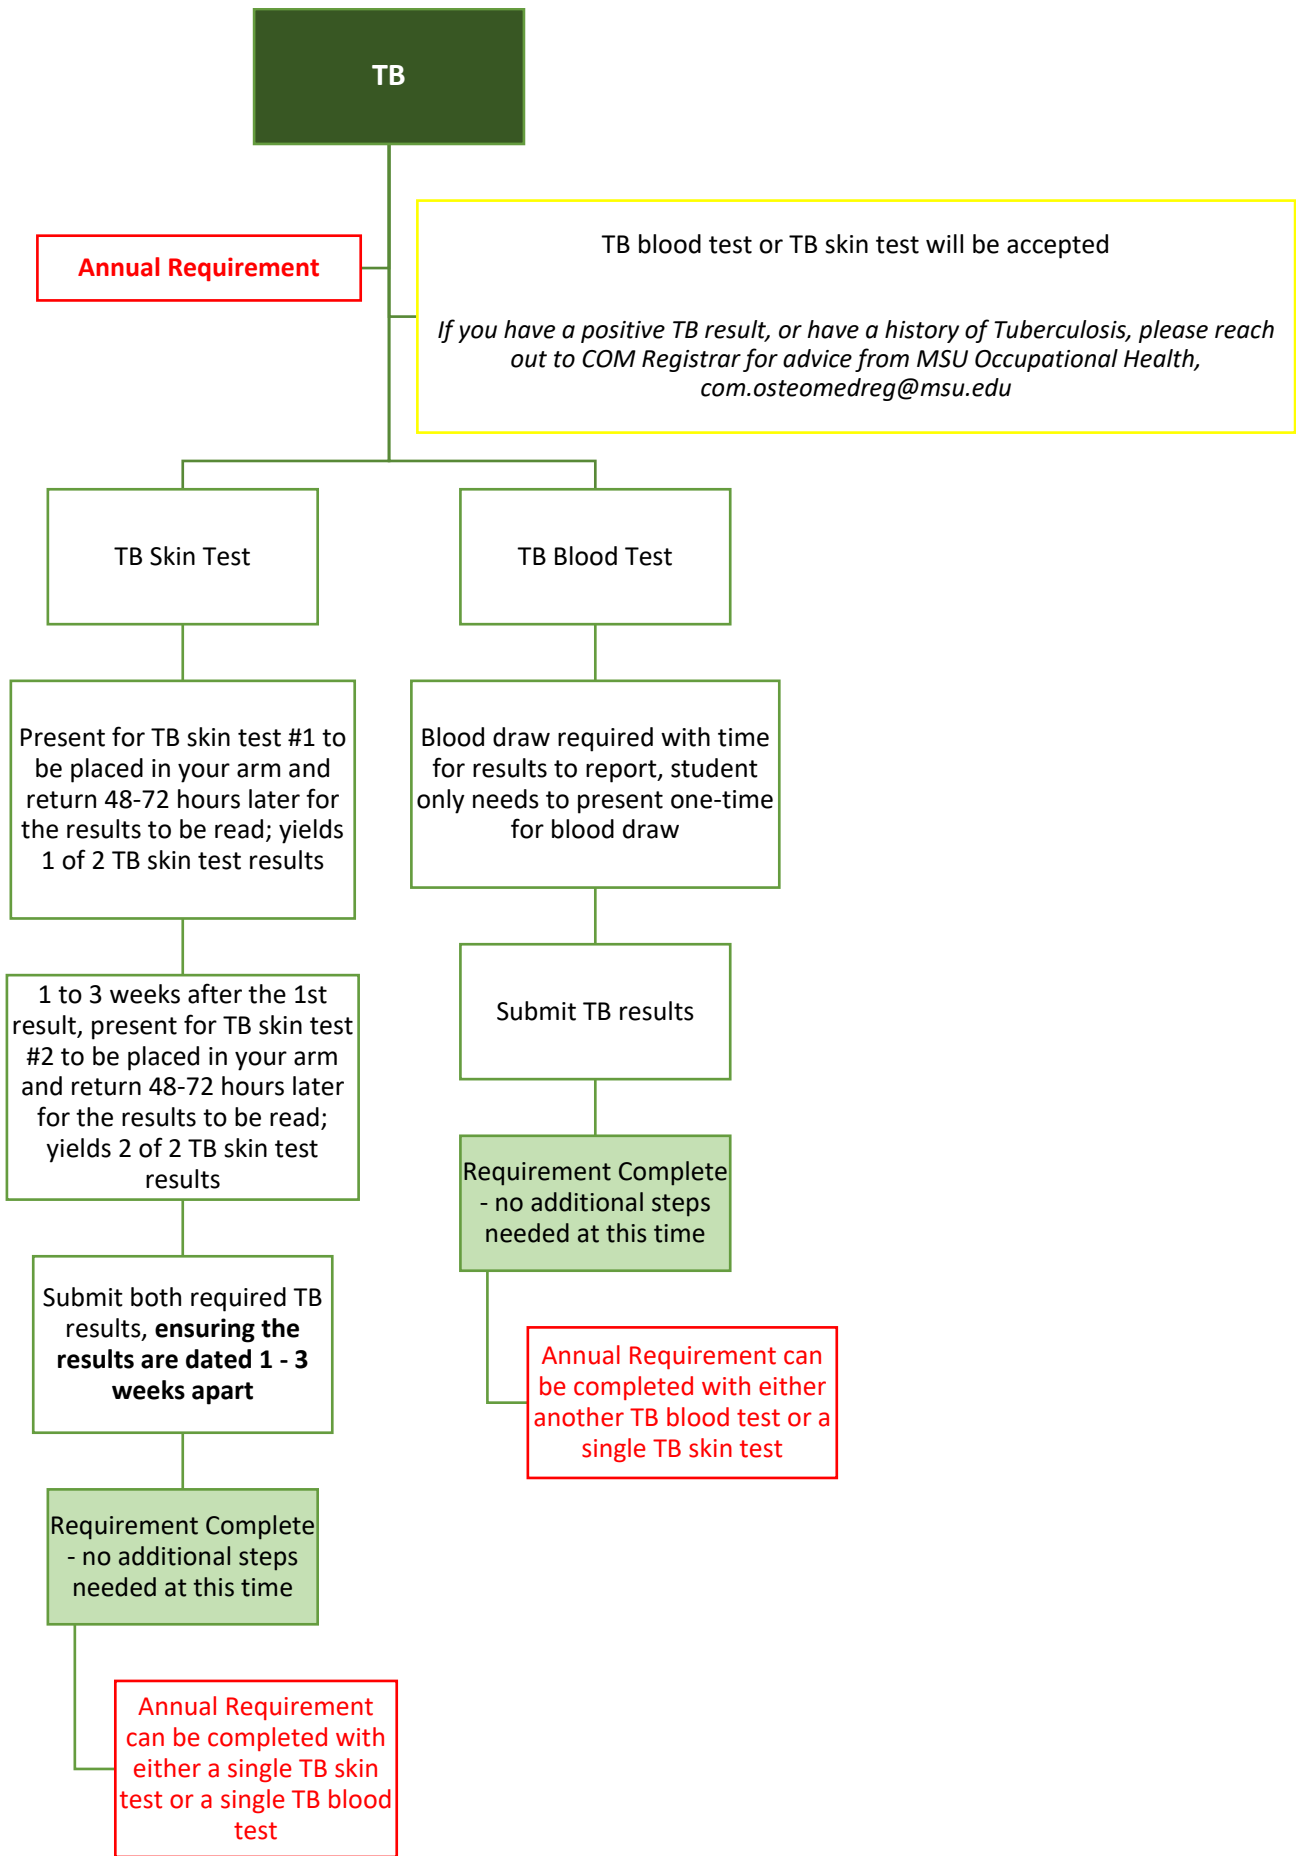 TB
Annual Requirement
TB blood test or TB skin test will be accepted
If you have a positive TB result, or have a history of Tuberculosis, please reach
out to COM Registrar for advice from MSU Occupational Health,
com.osteomedreg@msu.edu
TB Skin Test
Present for TB skin test #1 to
be placed in your arm and
return 48-72 hours later for
the results to be read; yields
1 of 2 TB skin test results
1 to 3 weeks after the 1st
result, present for TB skin test
#2 to be placed in your arm
and return 48-72 hours later
for the results to be read;
yields 2 of 2 TB skin test
results
Submit both required TB
results, ensuring the
results are dated 1 - 3
weeks apart
Requirement Complete
- no additional steps
needed at this time
Annual Requirement
can be completed with
either a single TB skin
test or a single TB blood
test
TB Blood Test
Blood draw required with time
for results to report, student
only needs to present one-time
for blood draw
Submit TB results
Requirement Complete
- no additional steps
needed at this time
Annual Requirement can
be completed with either
another TB blood test or a
single TB skin test